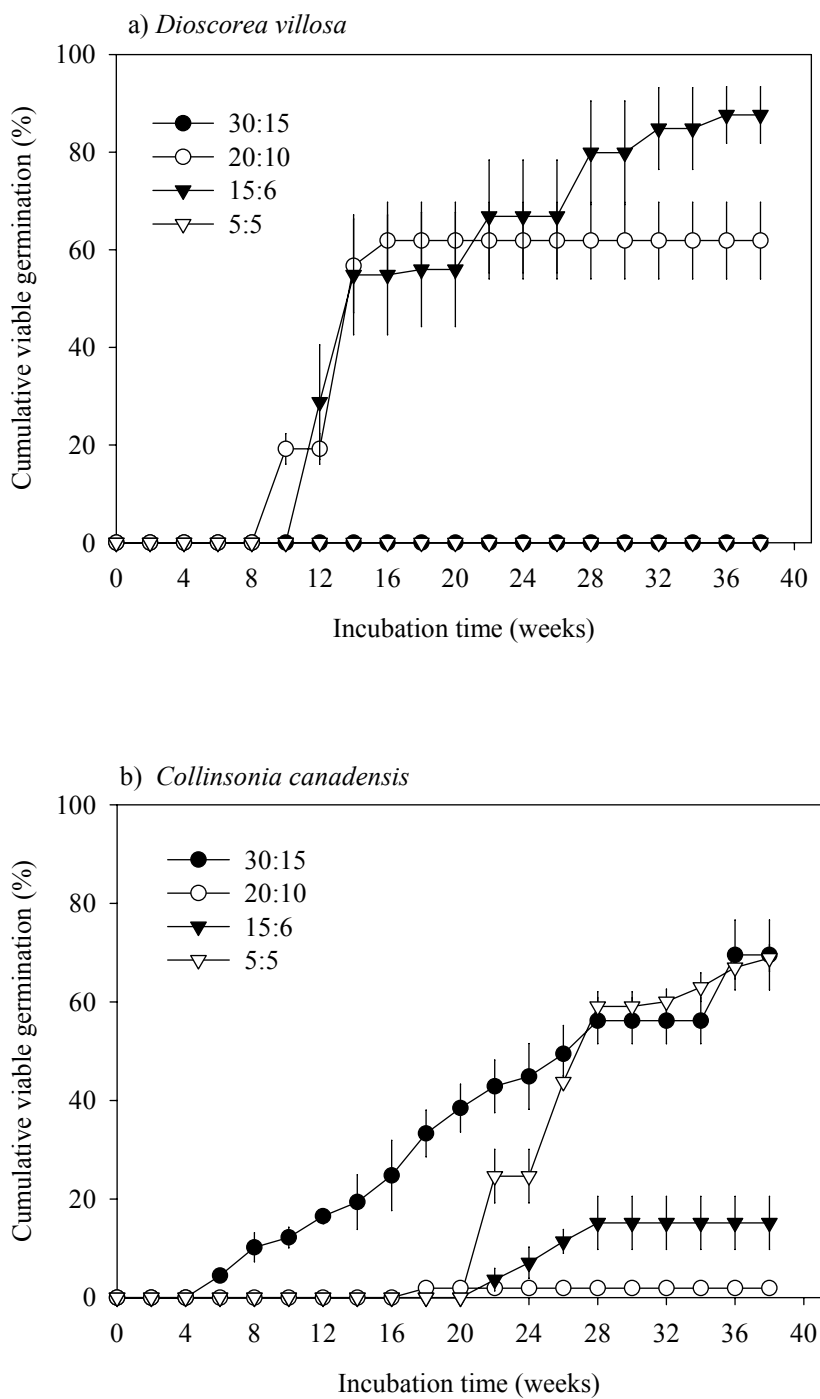 a) Dioscorea villosa
100
80
60
40
20
0
Cumulative viable germination (%)
30:15
20:10
15:6
5:5
0 4 8 12 16 20 24 28 32 36 40
Incubation time (weeks)
b) Collinsonia canadensis
100
80
60
40
20
0
Cumulative viable germination (%)
30:15
20:10
15:6
5:5
0 4 8 12 16 20 24 28 32 36 40
Incubation time (weeks)